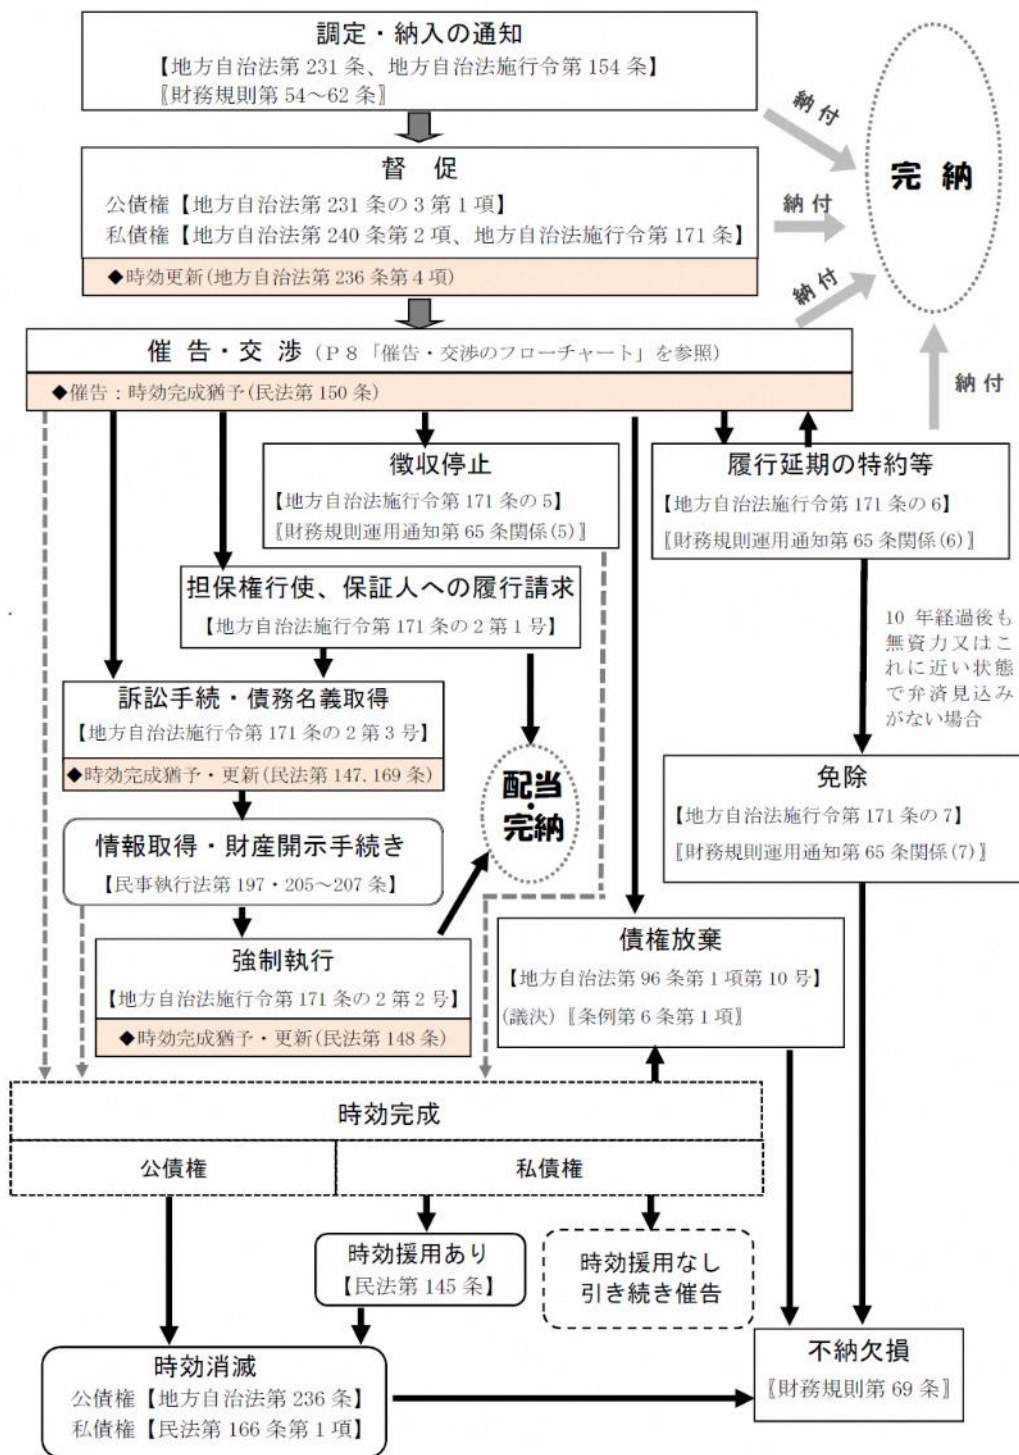 調定・納入の通知
【地方自治法第 231 条、地方自治法施行令第 154 条】
〖財務規則第 54～62 条〗
納付
完 納
督 促
公債権【地方自治法第 231 条の 3 第 1 項】
私債権【地方自治法第 240 条第 2 項、地方自治法施行令第 171 条】
納付
◆時効更新(地方自治法第 236 条第 4 項)
納付
催 告・交 渉 (P 8 「催告・交渉のフローチャート」を参照)
◆催告：時効完成猶予(民法第 150 条)
納付
徴収停止
【地方自治法施行令第 171 条の 5】
〖財務規則運用通知第 65 条関係(5)〗
履行延期の特約等
【地方自治法施行令第 171 条の 6】
〖財務規則運用通知第 65 条関係(6)〗
担保権行使、保証人への履行請求
【地方自治法施行令第 171 条の 2 第 1 号】
10 年経過後も
無資力又はこ
れに近い状態
で弁済見込み
がない場合
訴訟手続・債務名義取得
【地方自治法施行令第 171 条の 2 第 3 号】
◆時効完成猶予・更新(民法第 147. 169 条)
配当
・
完納
免除
【地方自治法施行令第 171 条の 7】
〖財務規則運用通知第 65 条関係(7)〗
情報取得・財産開示手続き
【民事執行法第 197・205～207 条】
強制執行
【地方自治法施行令第 171 条の 2 第 2 号】
◆時効完成猶予・更新(民法第 148 条)
債権放棄
【地方自治法第 96 条第 1 項第 10 号】
(議決)〖条例第 6 条第 1 項〗
時効完成
公債権
私債権
時効援用あり
【民法第 145 条】
時効援用なし
引き続き催告
時効消滅
公債権【地方自治法第 236 条】
私債権【民法第 166 条第 1 項】
不納欠損
〖財務規則第 69 条〗